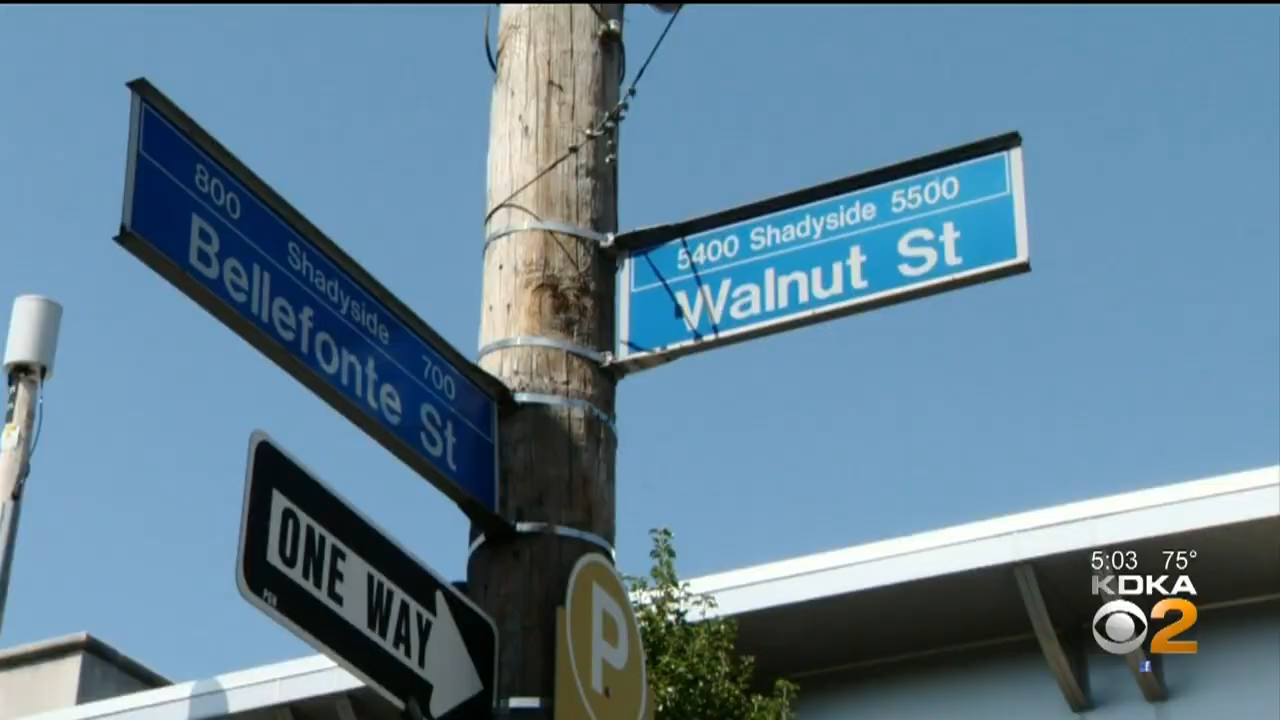 800 Shadyside 700
Bellefonte St
5400 Shadyside 5500
Walnut St
ONE WAY
P
5:03 75°
KDKA
2